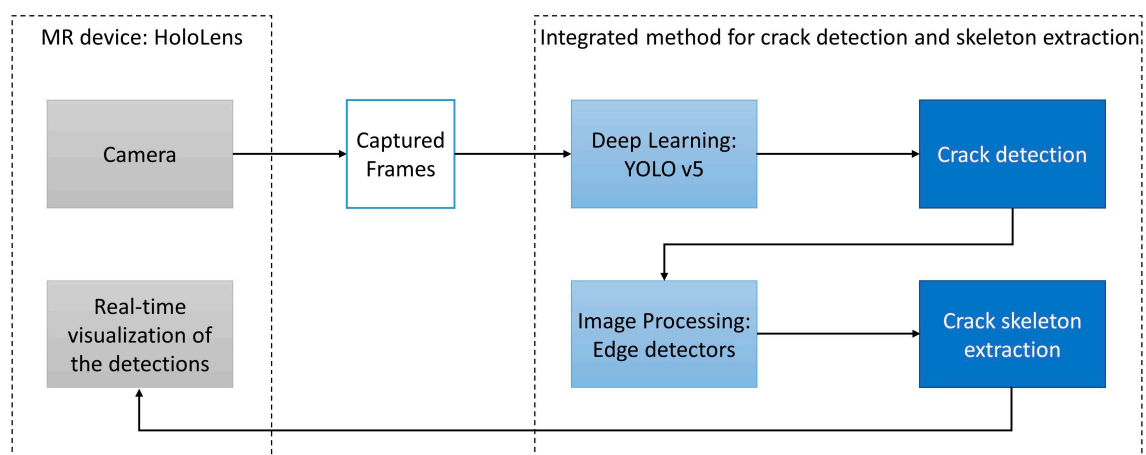 MR device: HoloLens
Integrated method for crack detection and skeleton extraction
Camera
Captured
Frames
Deep Learning:
YOLO v5
Crack detection
Real-time
visualization of
the detections
Image Processing:
Edge detectors
Crack skeleton
extraction